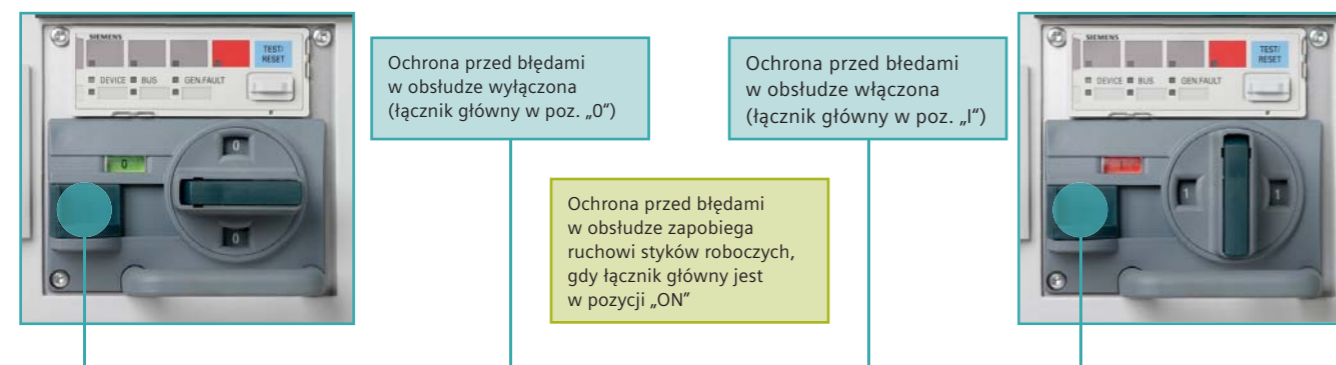 SIEMENS
TEST/
RESET
DEVICE BUS GEN.FAULT
0
0
0
Ochrona przed błędami
w obsłudze wyłączona
(łącznik główny w poz. „0”)
Ochrona przed błedami
w obsłudze włączona
(łącznik główny w poz. „I”)
Ochrona przed błędami
w obsłudze zapobiega
ruchowi styków roboczych,
gdy łącznik główny jest
w pozycji „ON”
SIEMENS
TEST/
RESET
DEVICE BUS GEN.FAULT
1
1